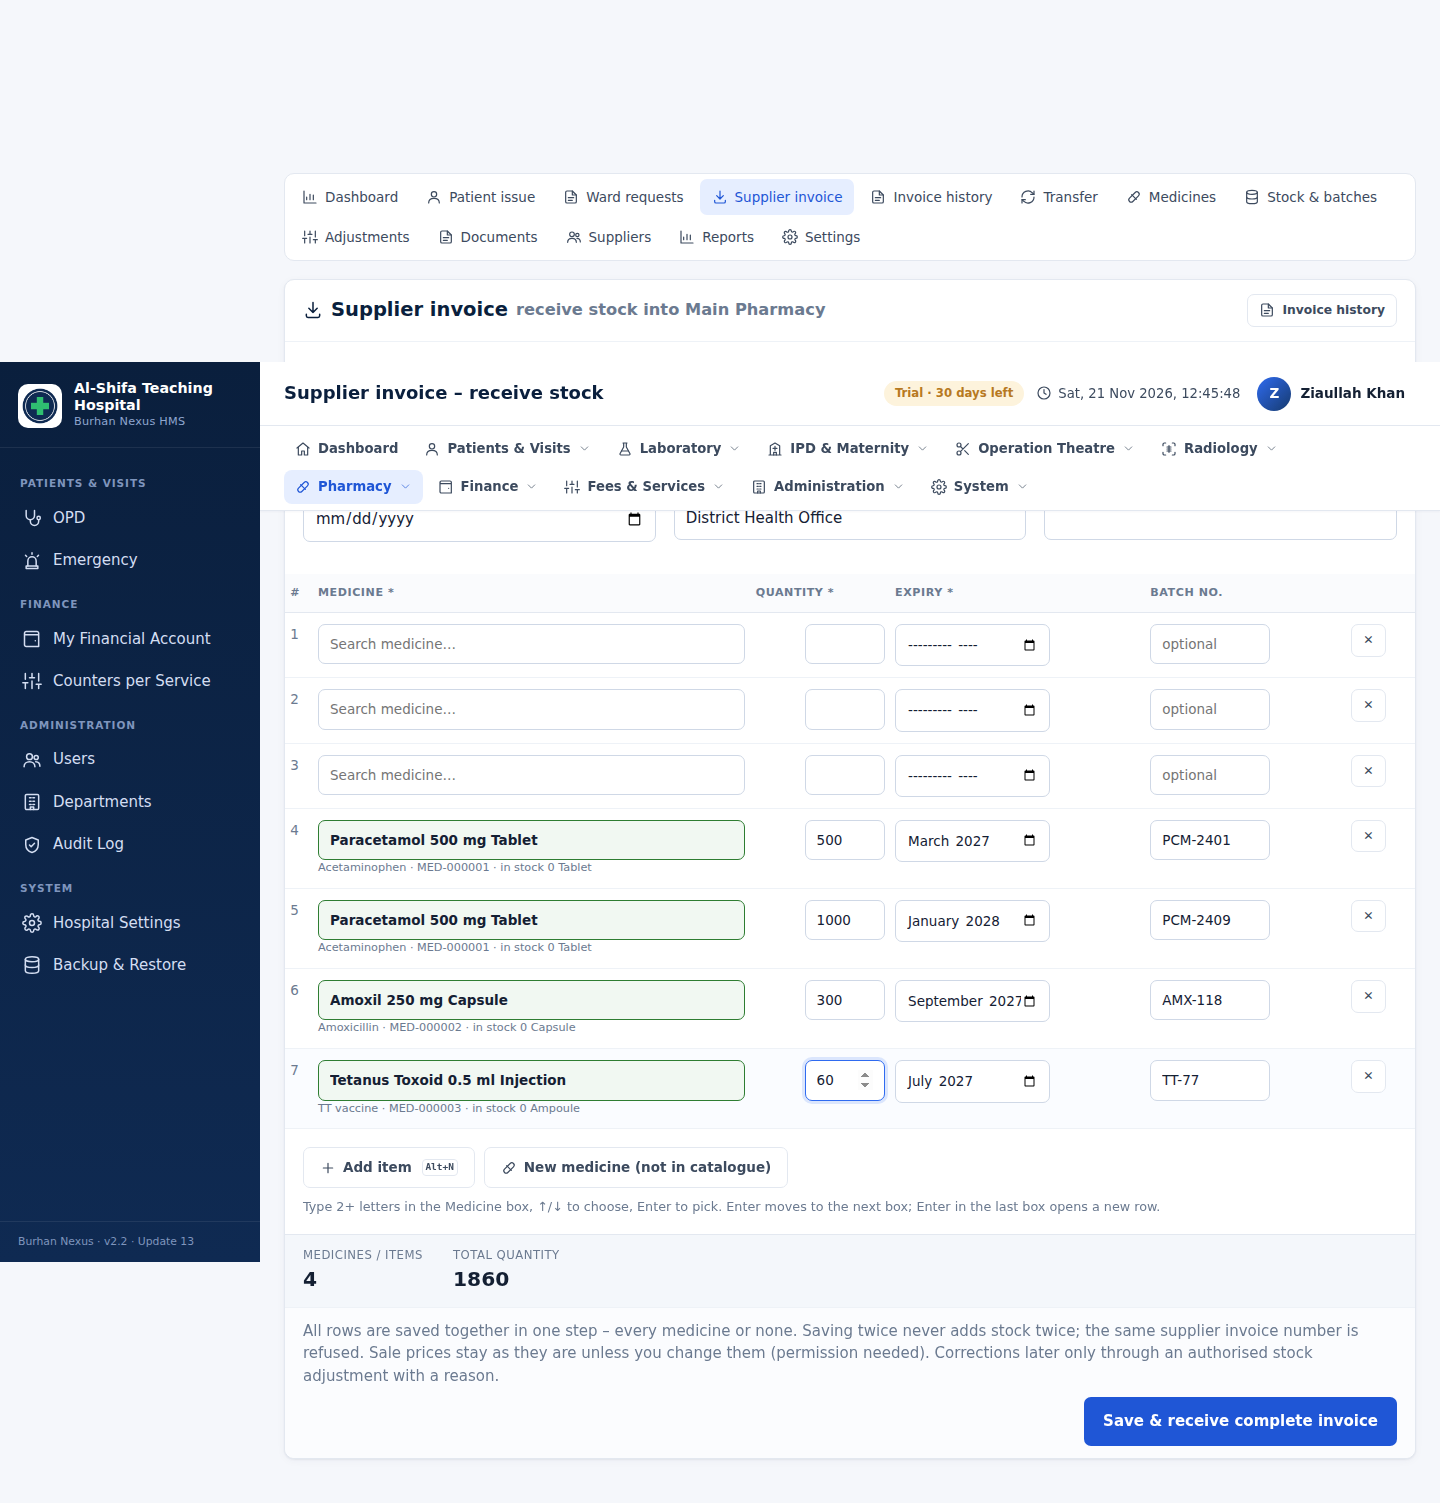 Dashboard Patient issue Ward requests Supplier invoice Invoice history Transfer Medicines Stock & batches
Adjustments Documents Suppliers Reports Settings
Supplier invoice receive stock into Main Pharmacy
Invoice history
Al-Shifa Teaching
Hospital
Burhan Nexus HMS
PATIENTS & VISITS
OPD
Emergency
FINANCE
My Financial Account
Counters per Service
ADMINISTRATION
Users
Departments
Audit Log
SYSTEM
Hospital Settings
Backup & Restore
Burhan Nexus · v2.2 · Update 13
Supplier invoice – receive stock
Trial · 30 days left
Sat, 21 Nov 2026, 12:45:48
Z
Ziaullah Khan
Dashboard Patients & Visits Laboratory IPD & Maternity Operation Theatre Radiology
Pharmacy Finance Fees & Services Administration System
mm/dd/yyyy
District Health Office
# MEDICINE * QUANTITY * EXPIRY * BATCH NO.
1 Search medicine... --------- ---- optional ✕
2 Search medicine... --------- ---- optional ✕
3 Search medicine... --------- ---- optional ✕
4 Paracetamol 500 mg Tablet 500 March 2027 PCM-2401 ✕
Acetaminophen · MED-000001 · in stock 0 Tablet
5 Paracetamol 500 mg Tablet 1000 January 2028 PCM-2409 ✕
Acetaminophen · MED-000001 · in stock 0 Tablet
6 Amoxil 250 mg Capsule 300 September 2027 AMX-118 ✕
Amoxicillin · MED-000002 · in stock 0 Capsule
7 Tetanus Toxoid 0.5 ml Injection 60 July 2027 TT-77 ✕
TT vaccine · MED-000003 · in stock 0 Ampoule
+ Add item Alt+N
New medicine (not in catalogue)
Type 2+ letters in the Medicine box, ↑/↓ to choose, Enter to pick. Enter moves to the next box; Enter in the last box opens a new row.
MEDICINES / ITEMS TOTAL QUANTITY
4 1860
All rows are saved together in one step – every medicine or none. Saving twice never adds stock twice; the same supplier invoice number is
refused. Sale prices stay as they are unless you change them (permission needed). Corrections later only through an authorised stock
adjustment with a reason.
Save & receive complete invoice